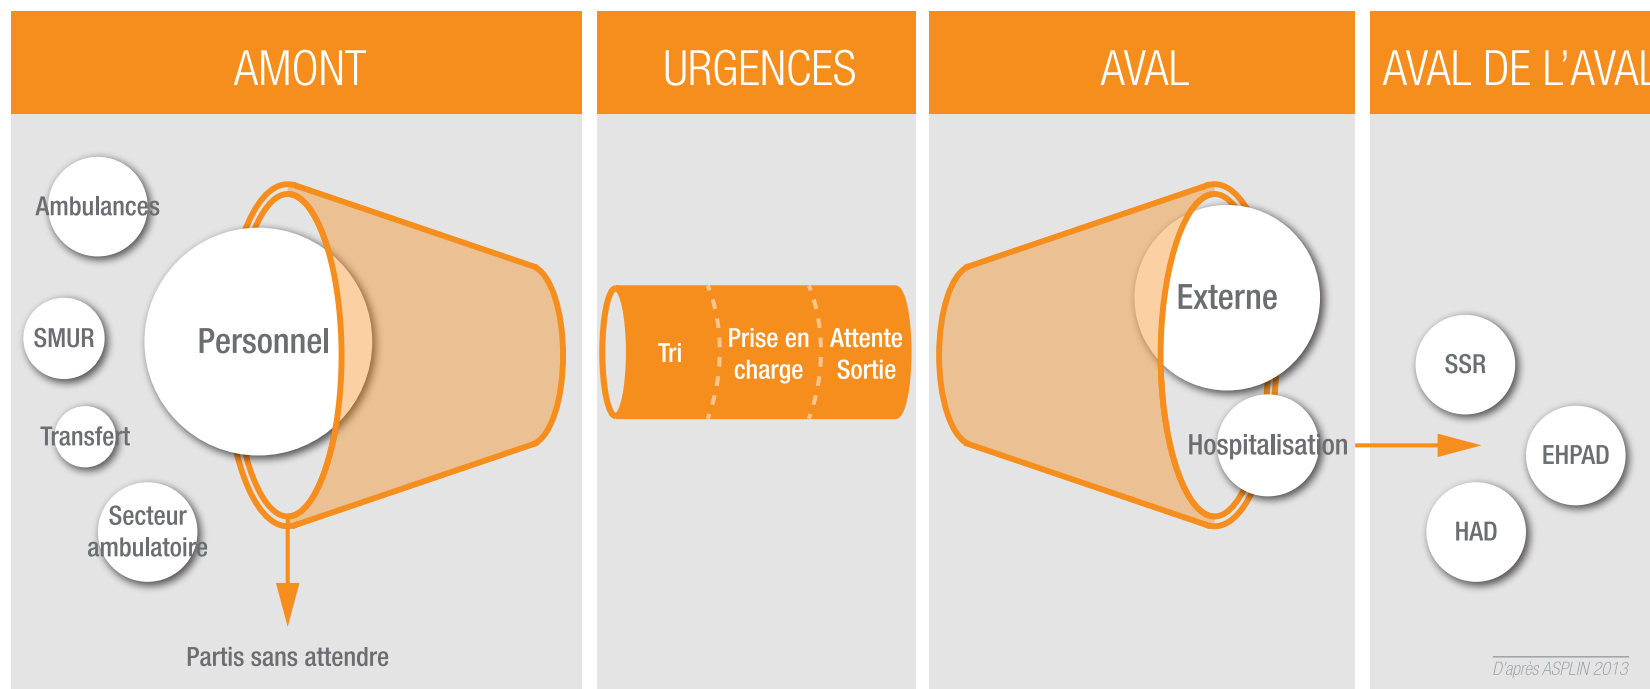 AMONT
Ambulances
SMUR
Personnel
Transfert
Secteur
ambulatoire
Partis sans attendre
URGENCES
Tri
Prise en
charge
Attente
Sortie
AVAL
Externe
Hospitalisation
AVAL DE L'AVAL
SSR
EHPAD
HAD
D'après ASPLIN 2013